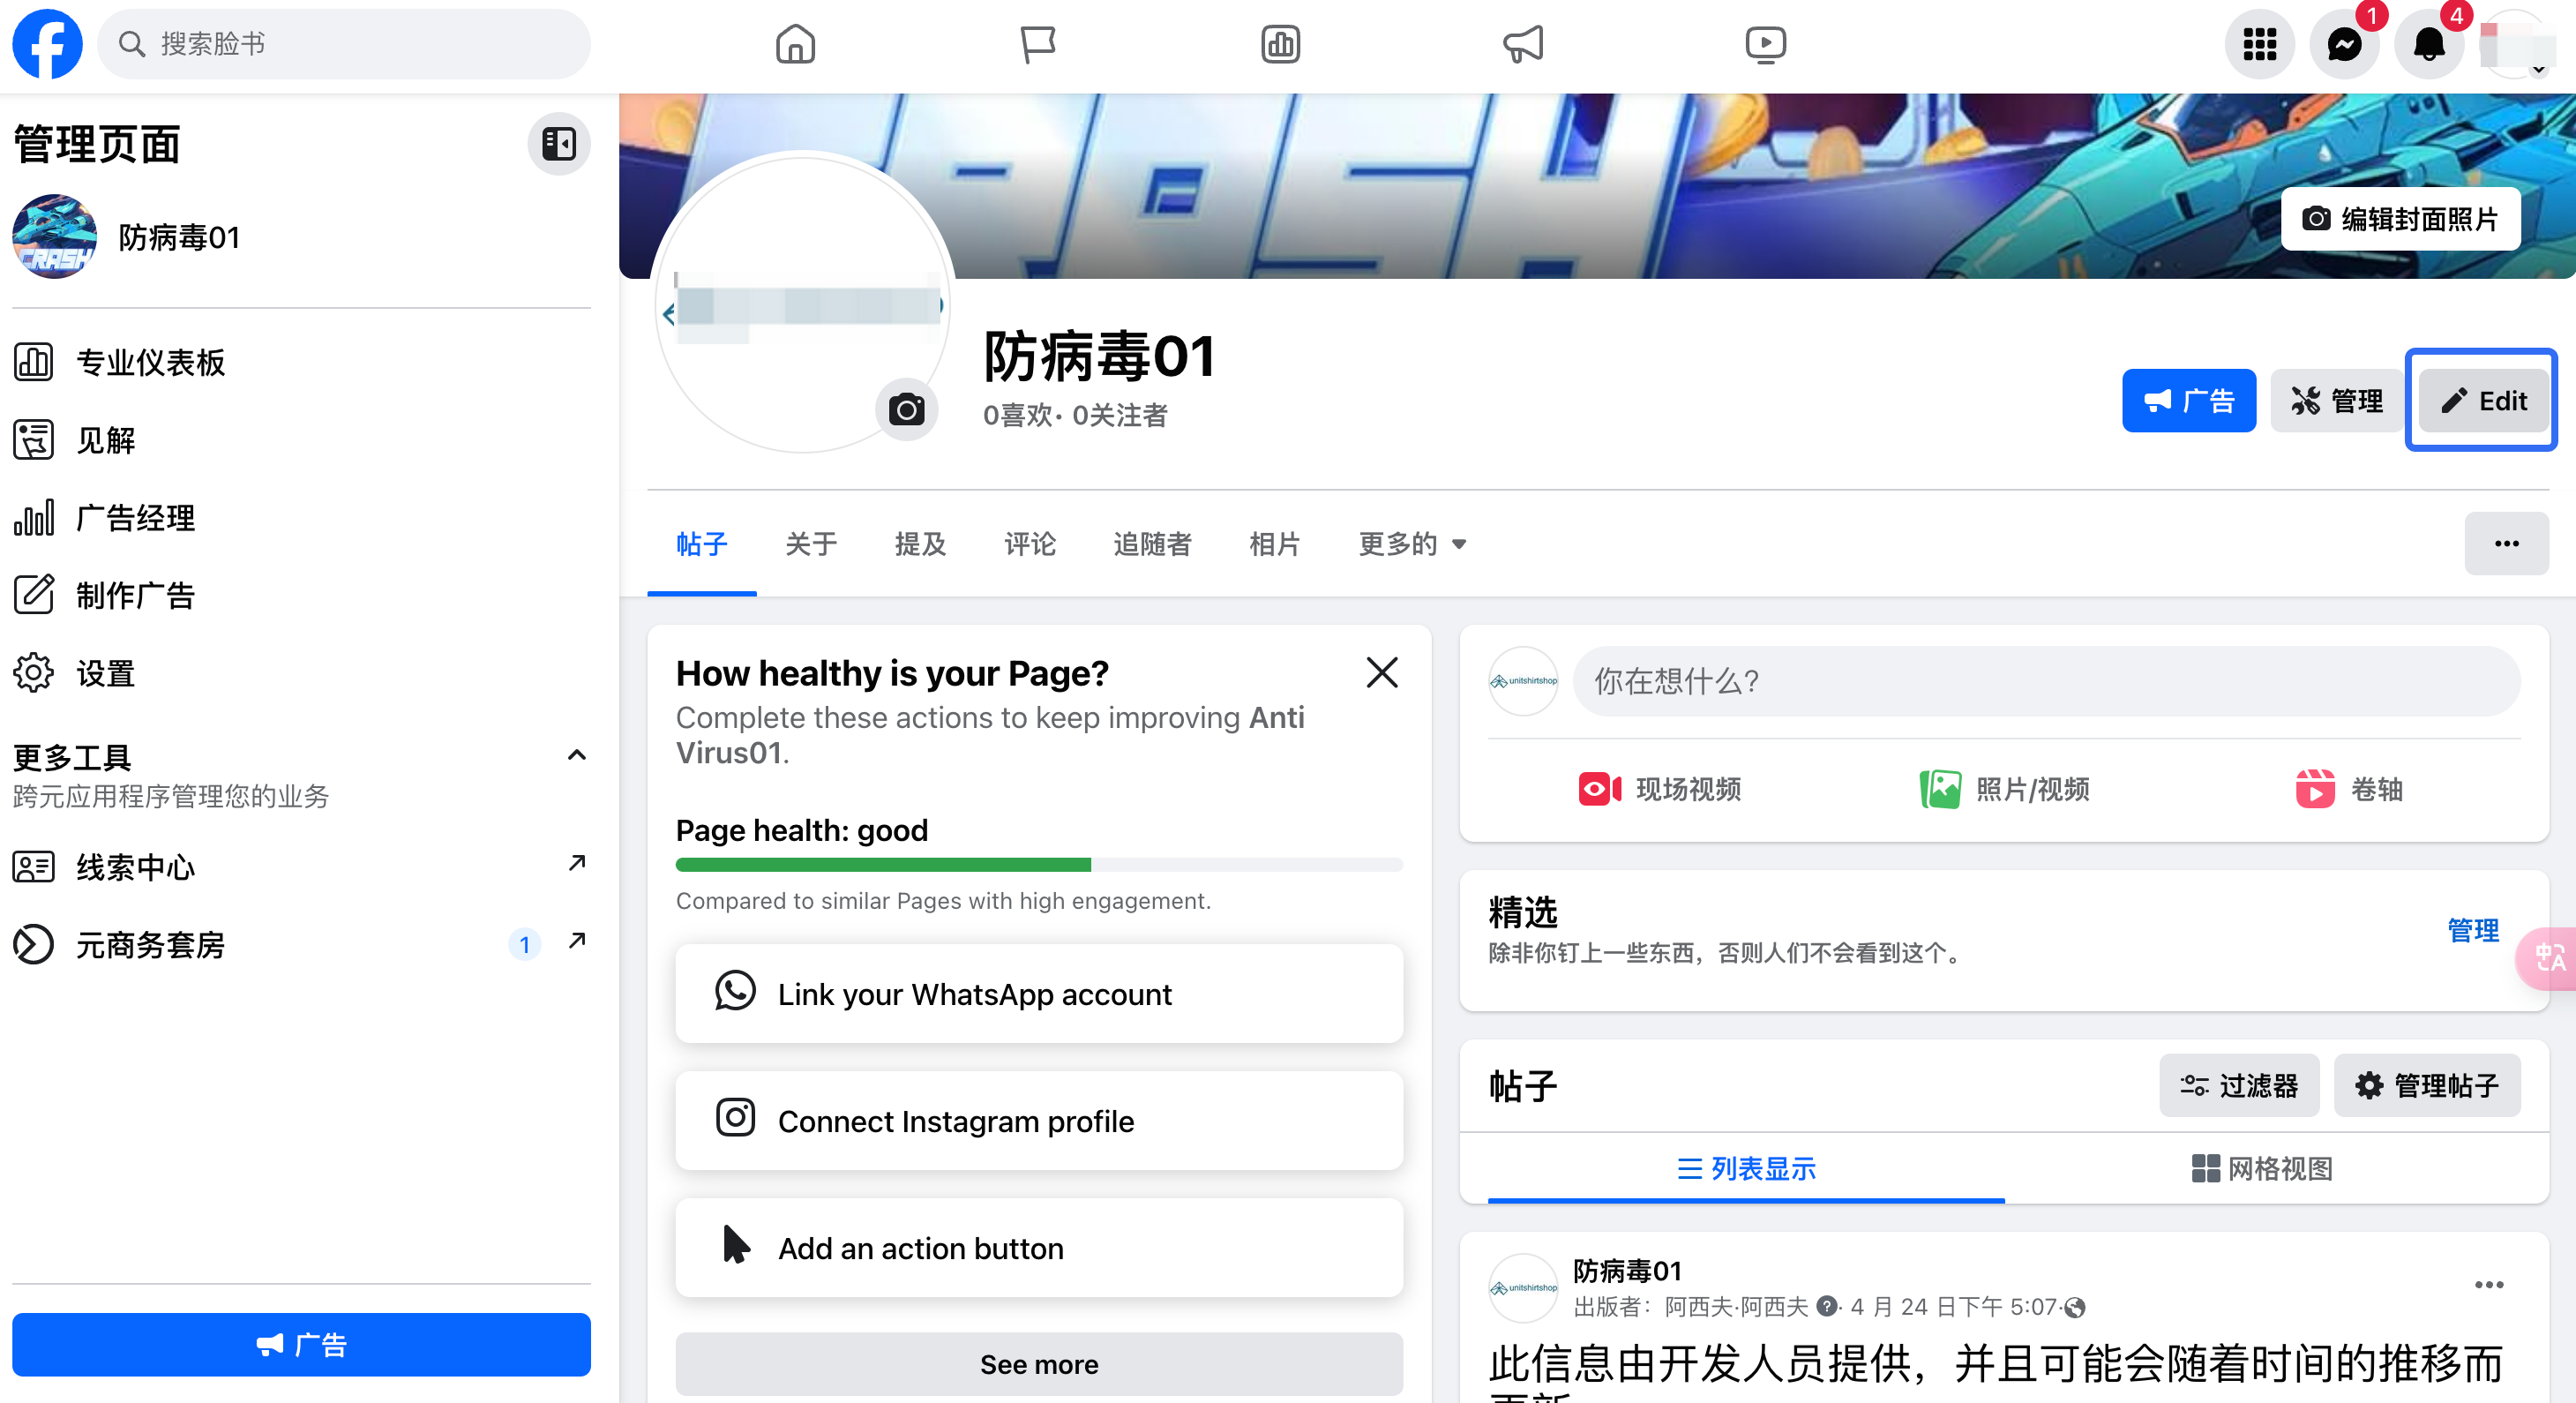 搜索脸书
1
4
管理页面
防病毒01
CRASH
专业仪表板
见解
广告经理
制作广告
设置
更多工具
跨元应用程序管理您的业务
线索中心
元商务套房
1
广告
编辑封面照片
防病毒01
0喜欢· 0关注者
广告
管理
Edit
帖子
关于
提及
评论
追随者
相片
更多的
How healthy is your Page?
Complete these actions to keep improving Anti
Virus01.
Page health: good
Compared to similar Pages with high engagement.
Link your WhatsApp account
Connect Instagram profile
Add an action button
See more
unitshirtshop
你在想什么?
现场视频
照片/视频
卷轴
精选
除非你钉上一些东西，否则人们不会看到这个。
管理
中A
帖子
过滤器
管理帖子
列表显示
网格视图
unitshirtshop
防病毒01
出版者：阿西夫·阿西夫 · 4 月 24 日下午 5:07·
此信息由开发人员提供，并且可能会随着时间的推移而